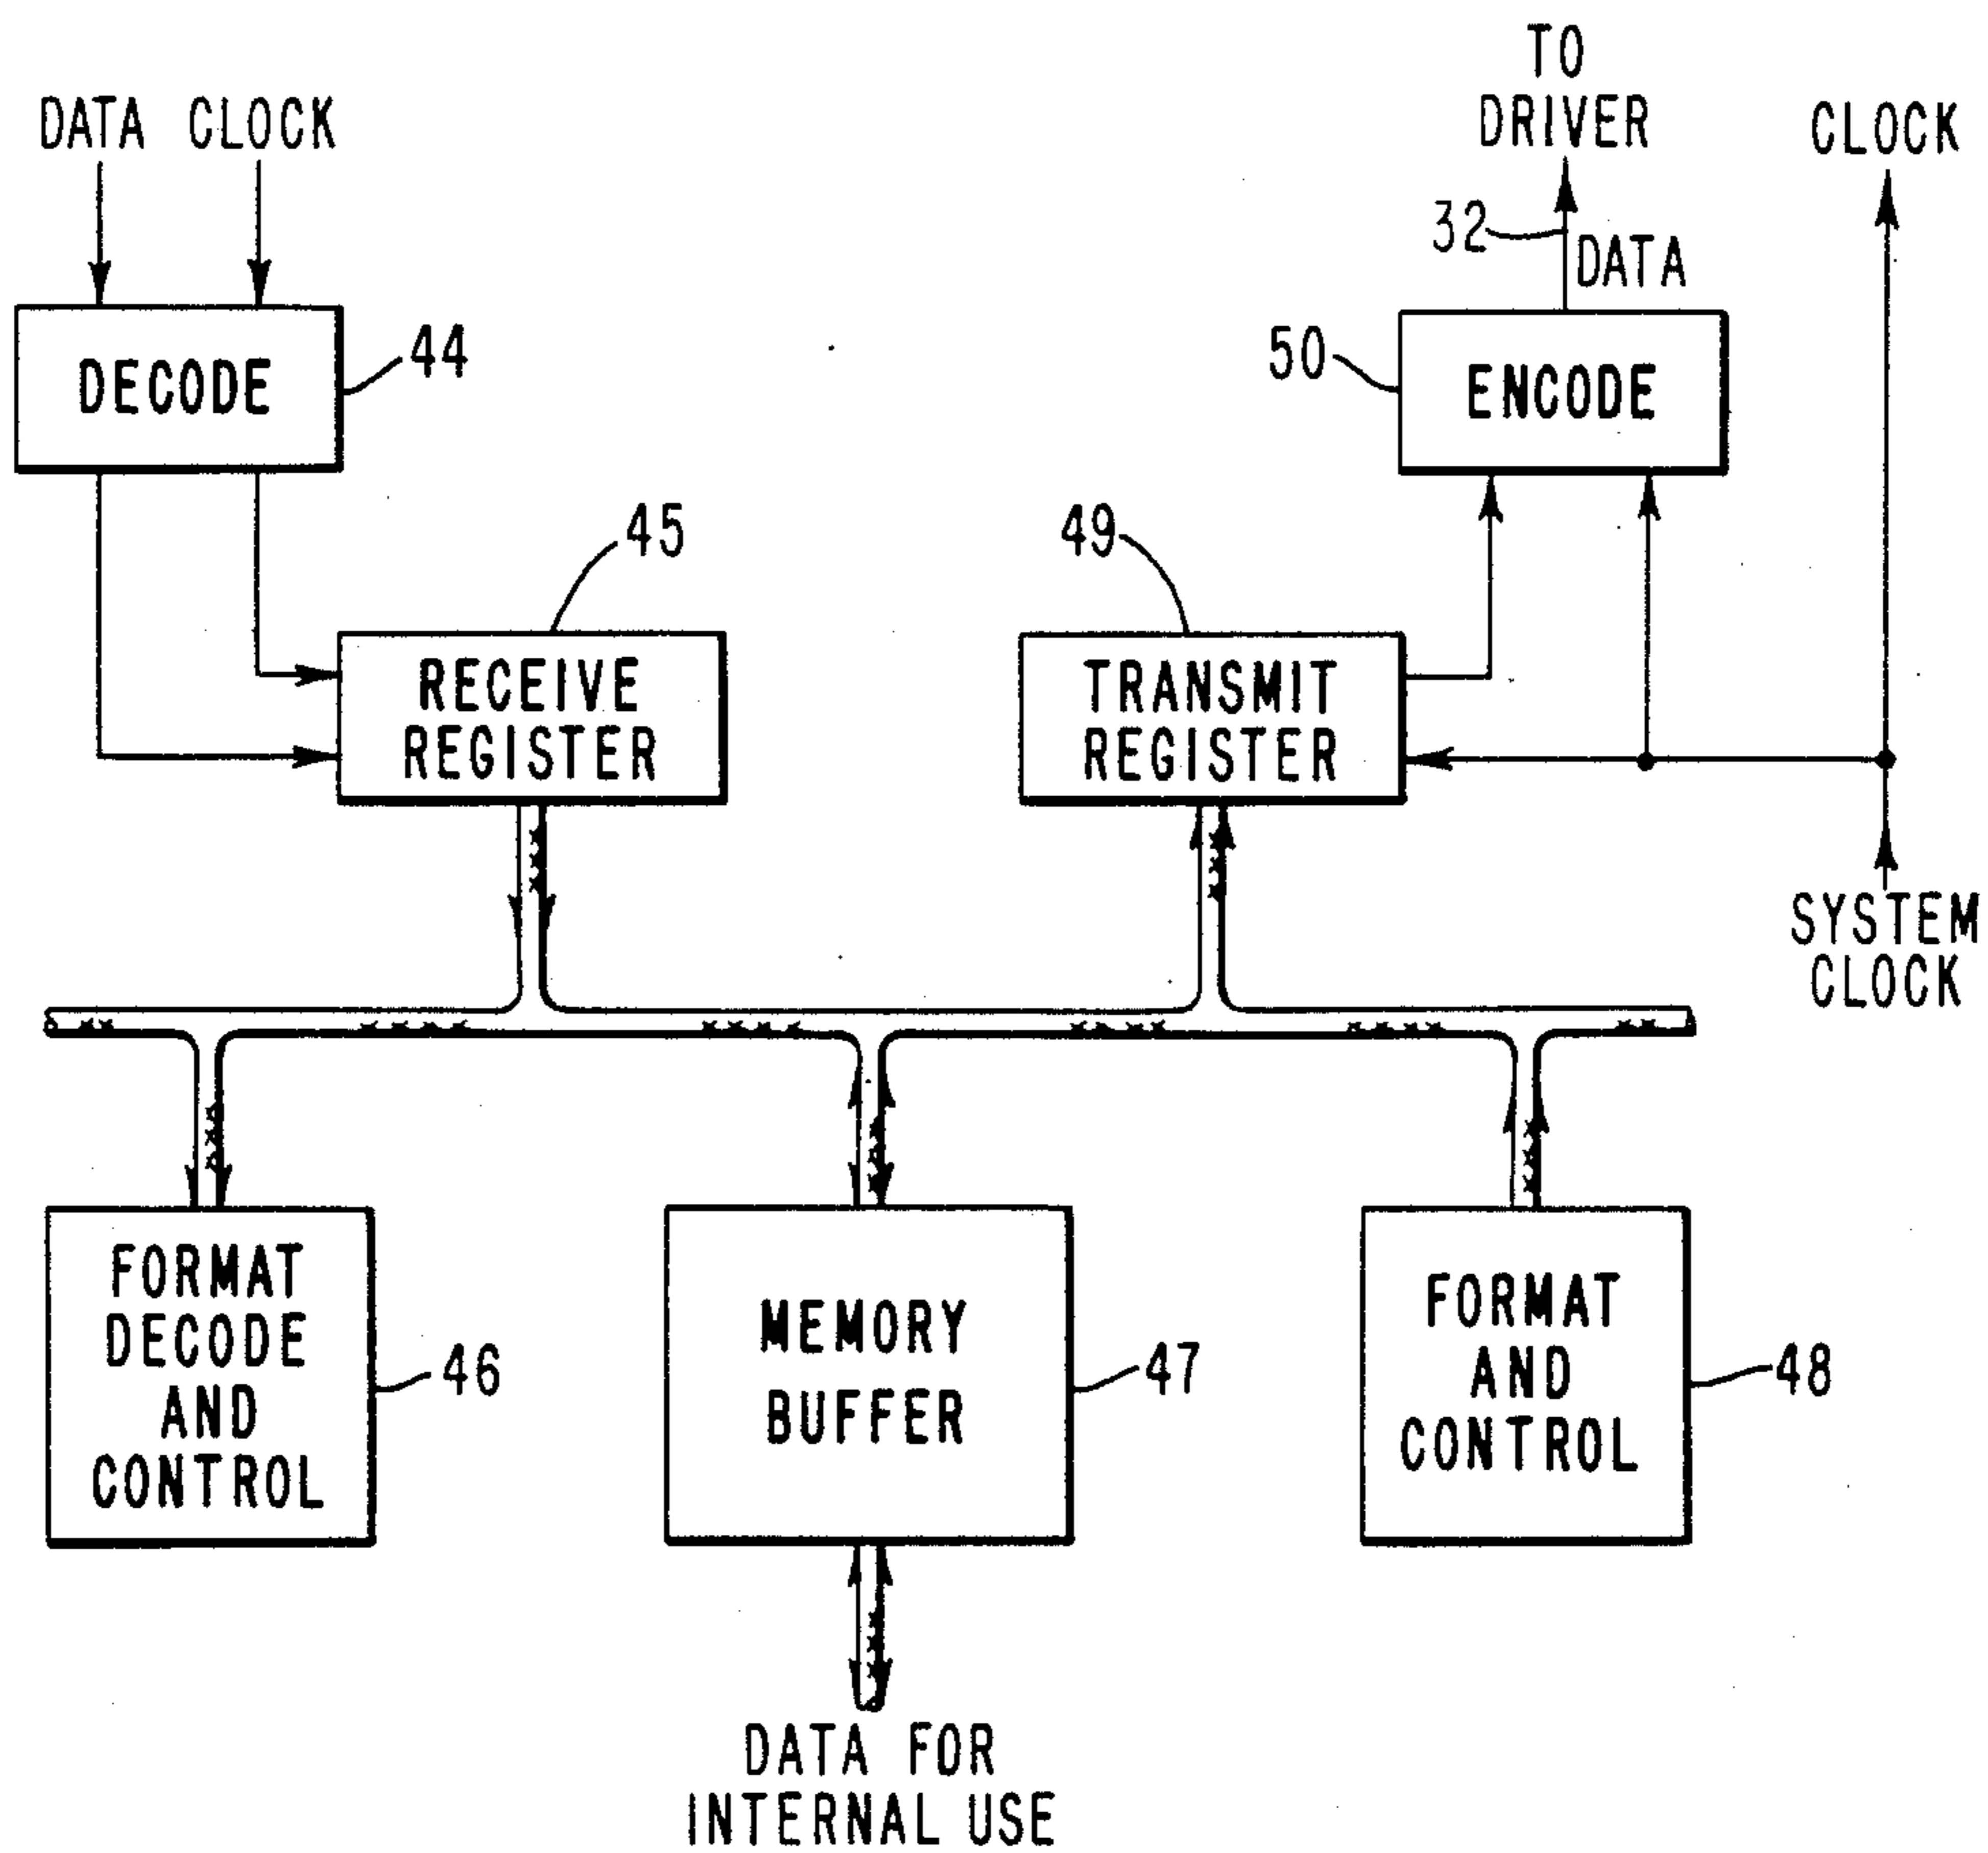 TO
DRIVER
DATA CLOCK
CLOCK
32
DATA
DECODE
44
50
ENCODE
45
49
RECEIVE
REGISTER
TRANSMIT
REGISTER
SYSTEM
CLOCK
FORMAT
DECODE
AND
CONTROL
46
MEMORY
BUFFER
47
FORMAT
AND
CONTROL
48
DATA FOR
INTERNAL USE